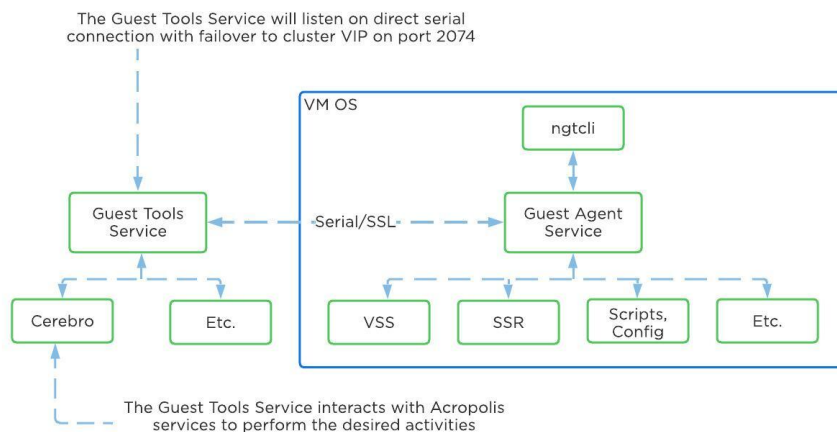 The Guest Tools Service will listen on direct serial
connection with failover to cluster VIP on port 2074
VM OS
ngtcli
Guest Tools
Service
Serial/SSL
Guest Agent
Service
Cerebro
Etc.
VSS
SSR
Scripts,
Config
Etc.
The Guest Tools Service interacts with Acropolis
services to perform the desired activities